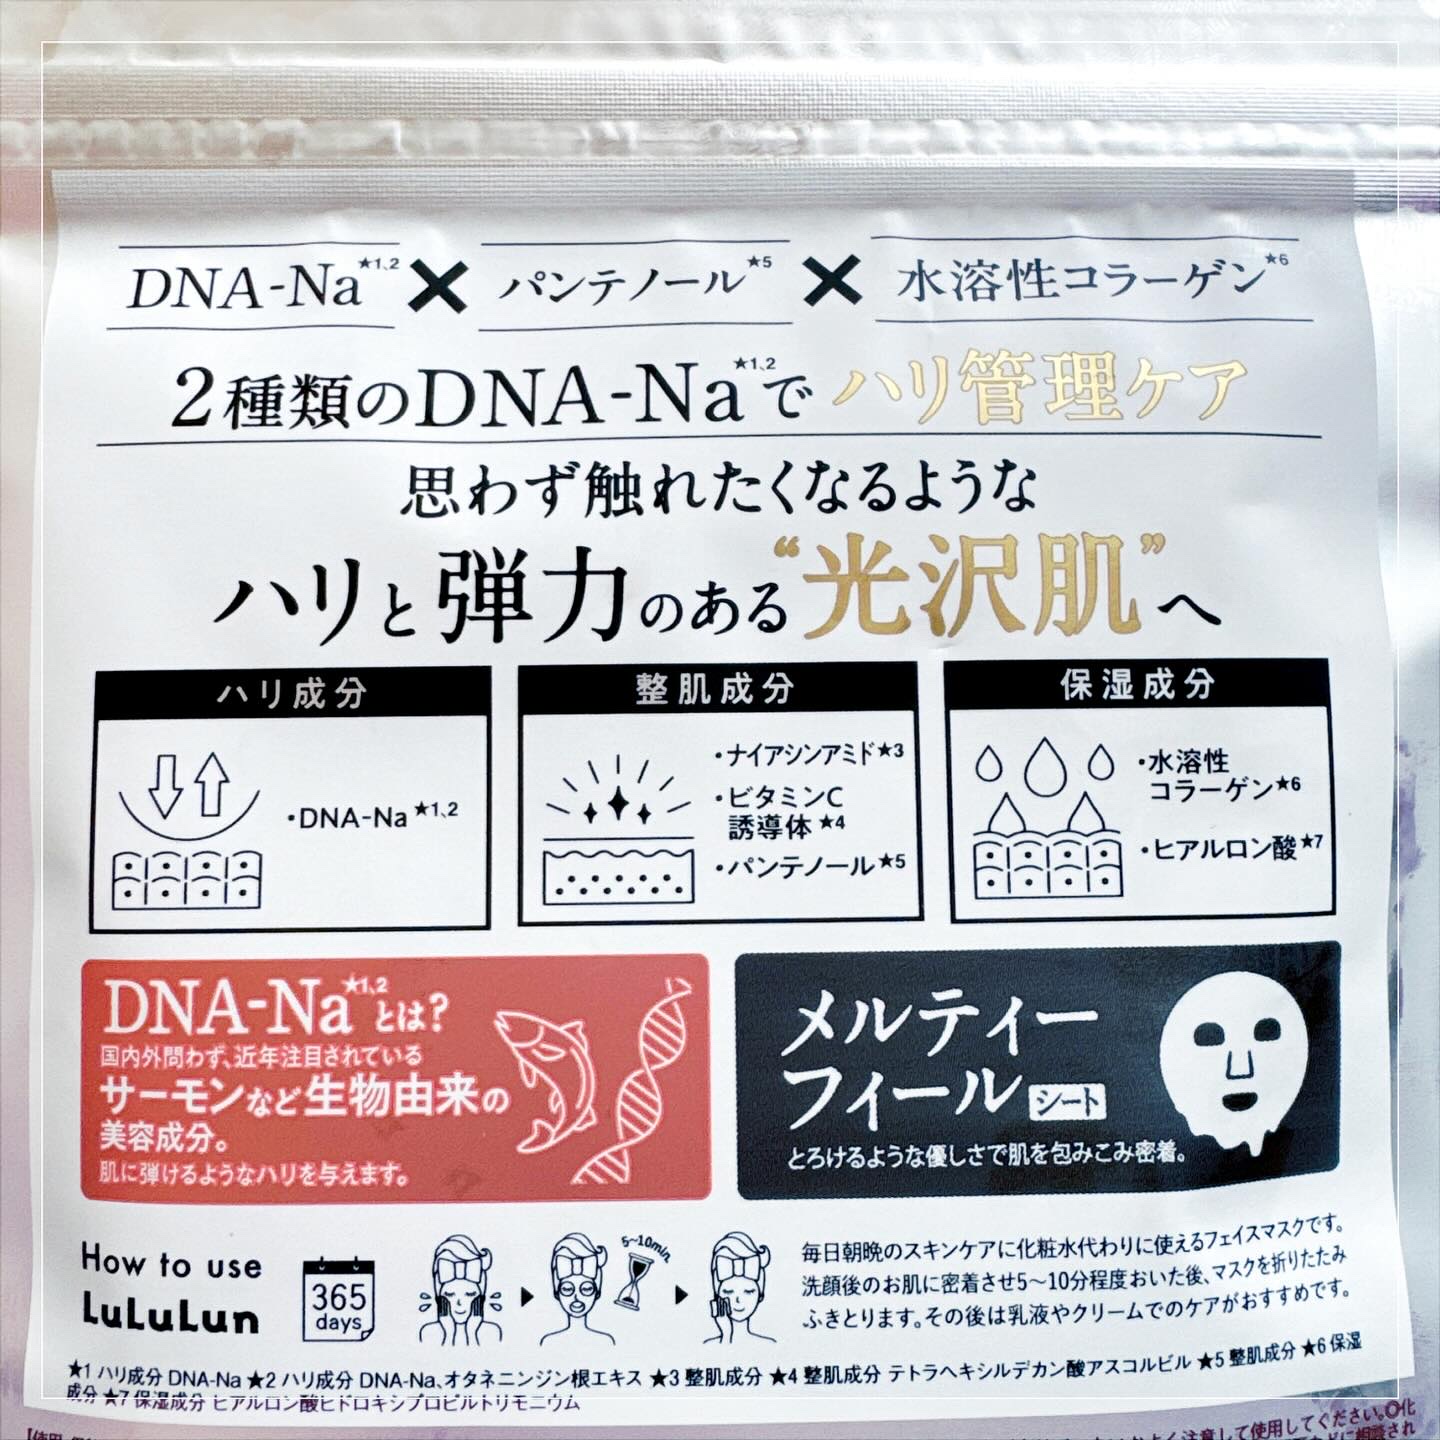 DNA-Na★1、2 × パンテノール★5 × 水溶性コラーゲン★6
2種類のDNA-Na★1、2でハリ管理ケア
思わず触れたくなるような
ハリと弾力のある“光沢肌”へ
ハリ成分
・DNA-Na★1、2
整肌成分
・ナイアシンアミド★3
・ビタミンC
誘導体★4
・パンテノール★5
保湿成分
・水溶性
コラーゲン★6
・ヒアルロン酸★7
DNA-Na★1、2とは?
国内外問わず、近年注目されている
サーモンなど生物由来の
美容成分。
肌に弾けるようなハリを与えます。
メルティー
フィール シート
とろけるような優しさで肌を包みこみ密着。
How to use
LuLuLun
365
days
5~10min.
毎日朝晩のスキンケアに化粧水代わりに使えるフェイスマスクです。
洗顔後のお肌に密着させ5〜10分程度おいた後、マスクを折りたたみ
ふきとります。その後は乳液やクリームでのケアがおすすめです。
★1 ハリ成分 DNA-Na ★2 ハリ成分 DNA-Na、オタネニンジン根エキス ★3 整肌成分 ★4 整肌成分 テトラヘキシルデカン酸アスコルビル ★5 整肌成分 ★6 保湿
成分 ★7 保湿成分 ヒアルロン酸ヒドロキシプロピルトリモニウム
よく注意して使用してください。〇化